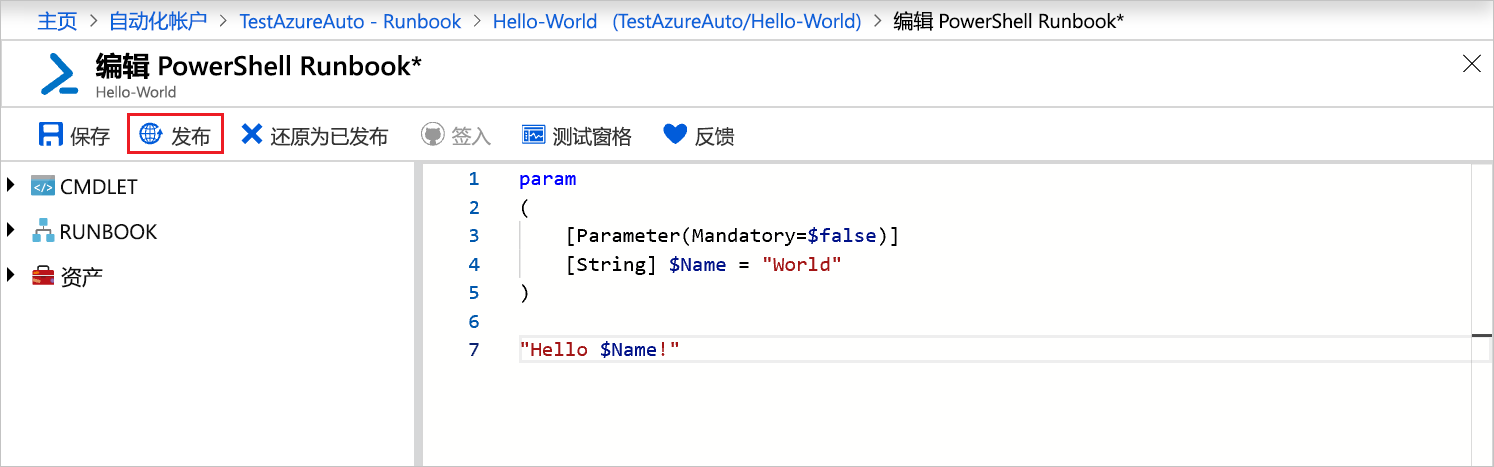 主页 > 自动化帐户 > TestAzureAuto - Runbook > Hello-World (TestAzureAuto/Hello-World) > 编辑 PowerShell Runbook*
编辑 PowerShell Runbook*
Hello-World
保存 发布 还原为已发布 签入 测试窗格 反馈
CMDLET
RUNBOOK
资产
1 param
2 (
3     [Parameter(Mandatory=$false)]
4     [String] $Name = "World"
5 )
6
7 "Hello $Name!"